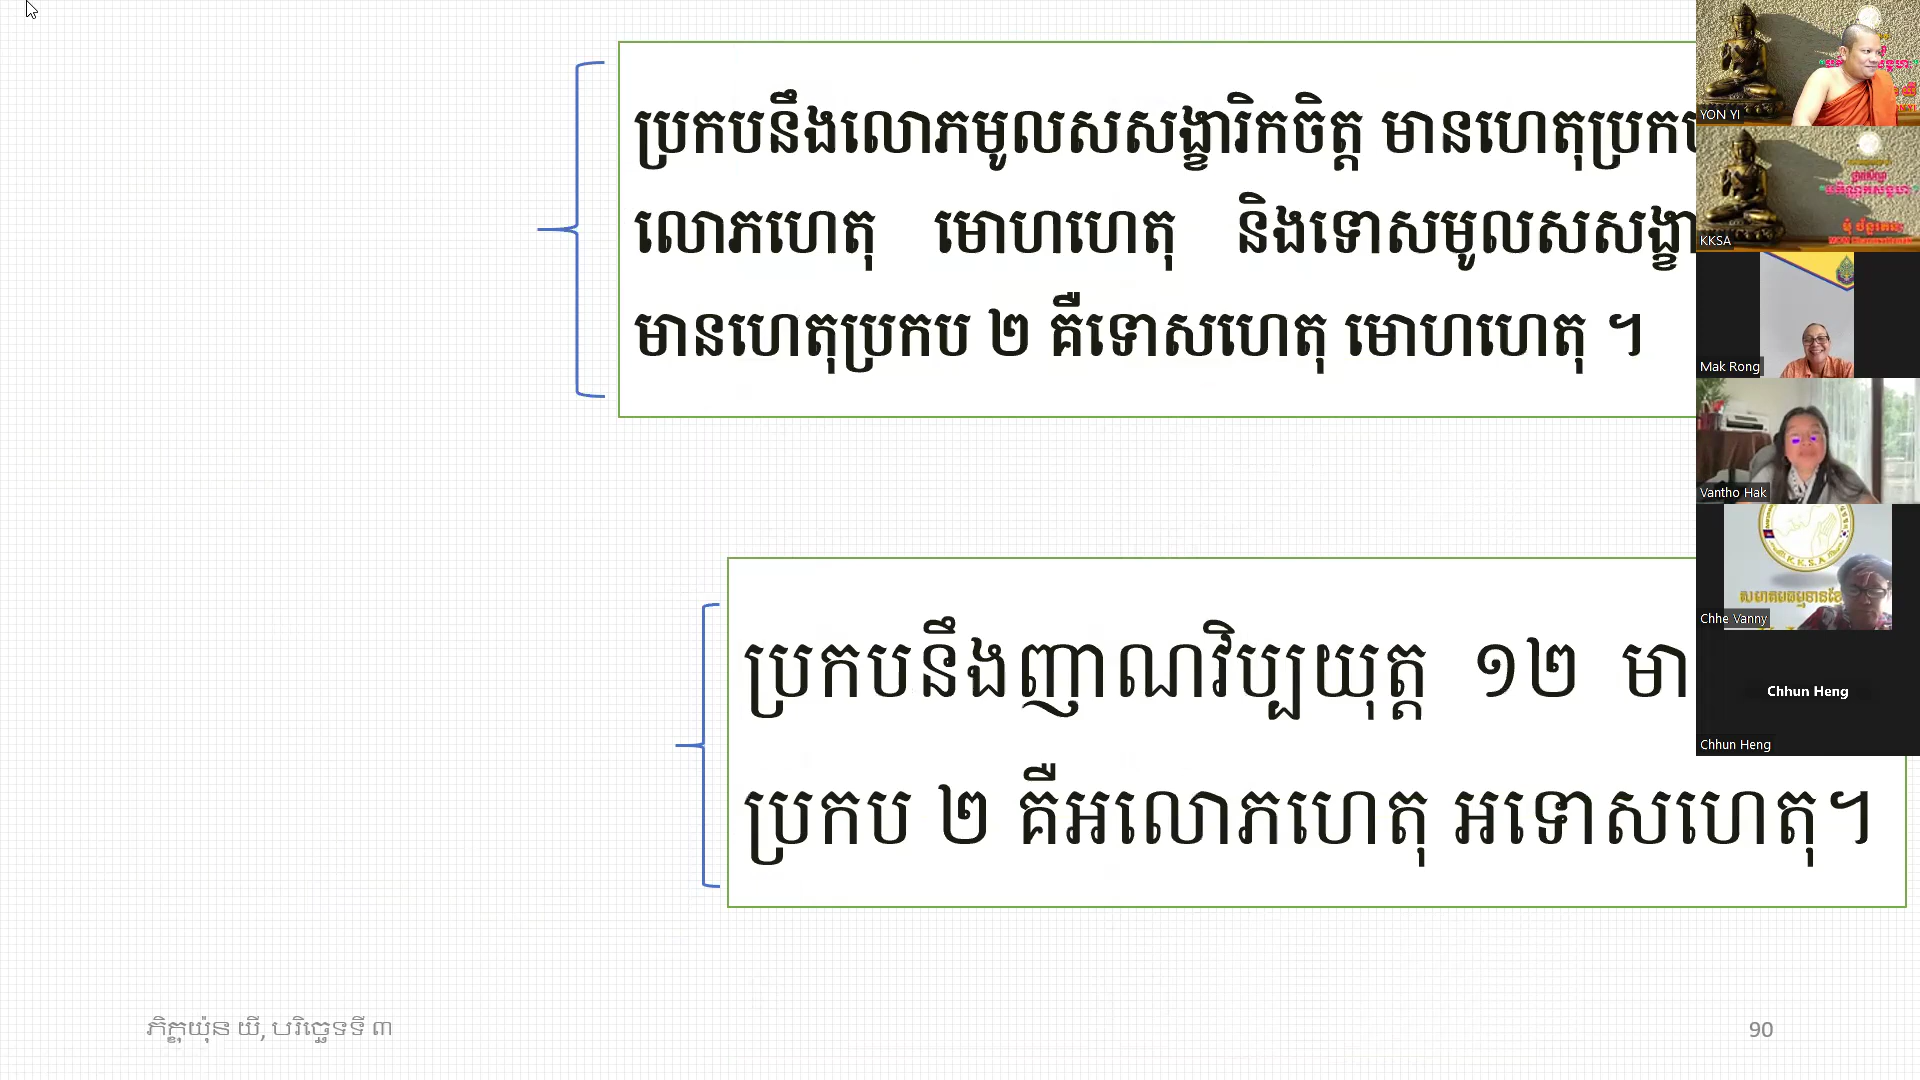 ប្រកបនឹងលោភមូលសសង្ខារិកចិត្ត មានហេតុប្រកប
លោភហេតុ មោហហេតុ និងទោសមូលសសង្ខា
មានហេតុប្រកប ២ គឺទោសហេតុ មោហហេតុ ។
ប្រកបនឹងញាណវិប្បយុត្ត ១២ មា
ប្រកប ២ គឺអលោភហេតុ អទោសហេតុ។
ភិក្ខុយ៉ុន យី, បរិច្ឆេទទី ៣
90
YON YI
KKSA
Mak Rong
Vantho Hak
K.K.S.A
Chhe Vanny
Chhun Heng
Chhun Heng